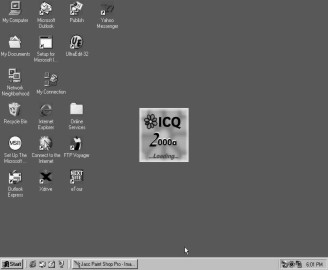 My Computer
Microsoft
Outlook
Publish
Yahoo
Messenger
My Documents
Setup for
Microsoft I...
UltraEdit 32
Network
Neighborhood
My Connection
Recycle Bin
Internet
Explorer
Online
Services
Set Up The
Microsoft ...
Connect to the
Internet
FTP Voyager
Outlook
Express
ICQ
2000a
...Loading...
Start
Jasc Paint Shop Pro - Ima...
6:01 PM